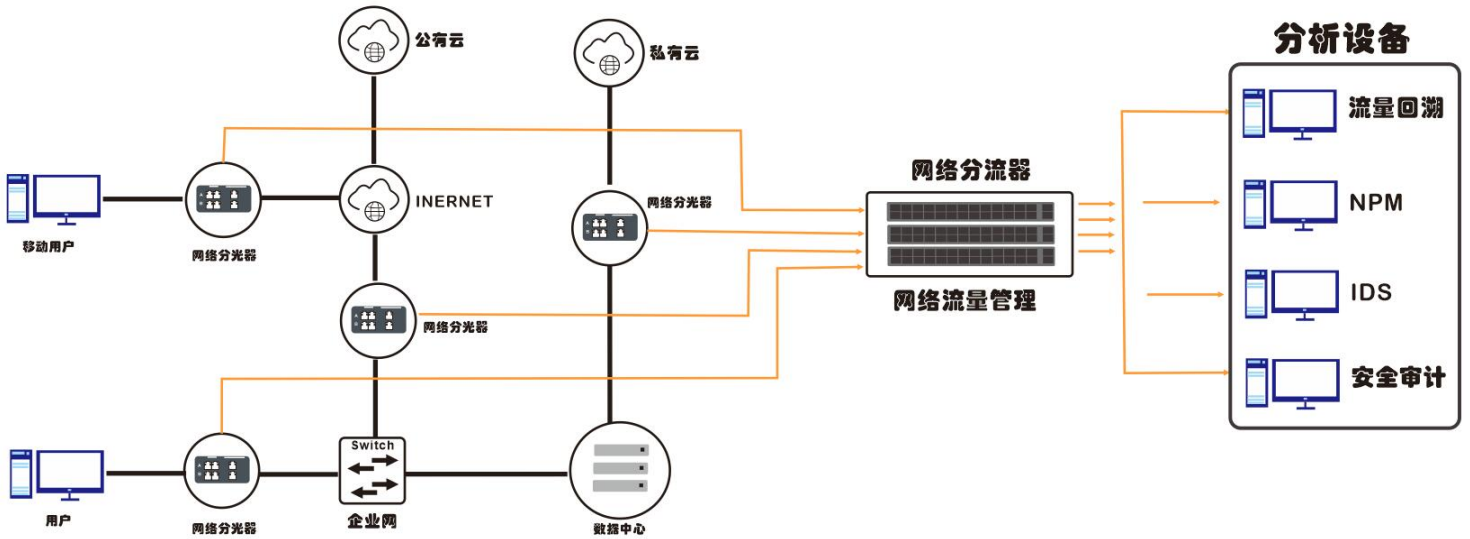 公有云
私有云
分析设备
流量回溯
网络分流器
移动用户
网络分光器
INERNET
网络分光器
NPM
网络流量管理
IDS
网络分光器
安全审计
Switch
用户
网络分光器
企业网
数据中心